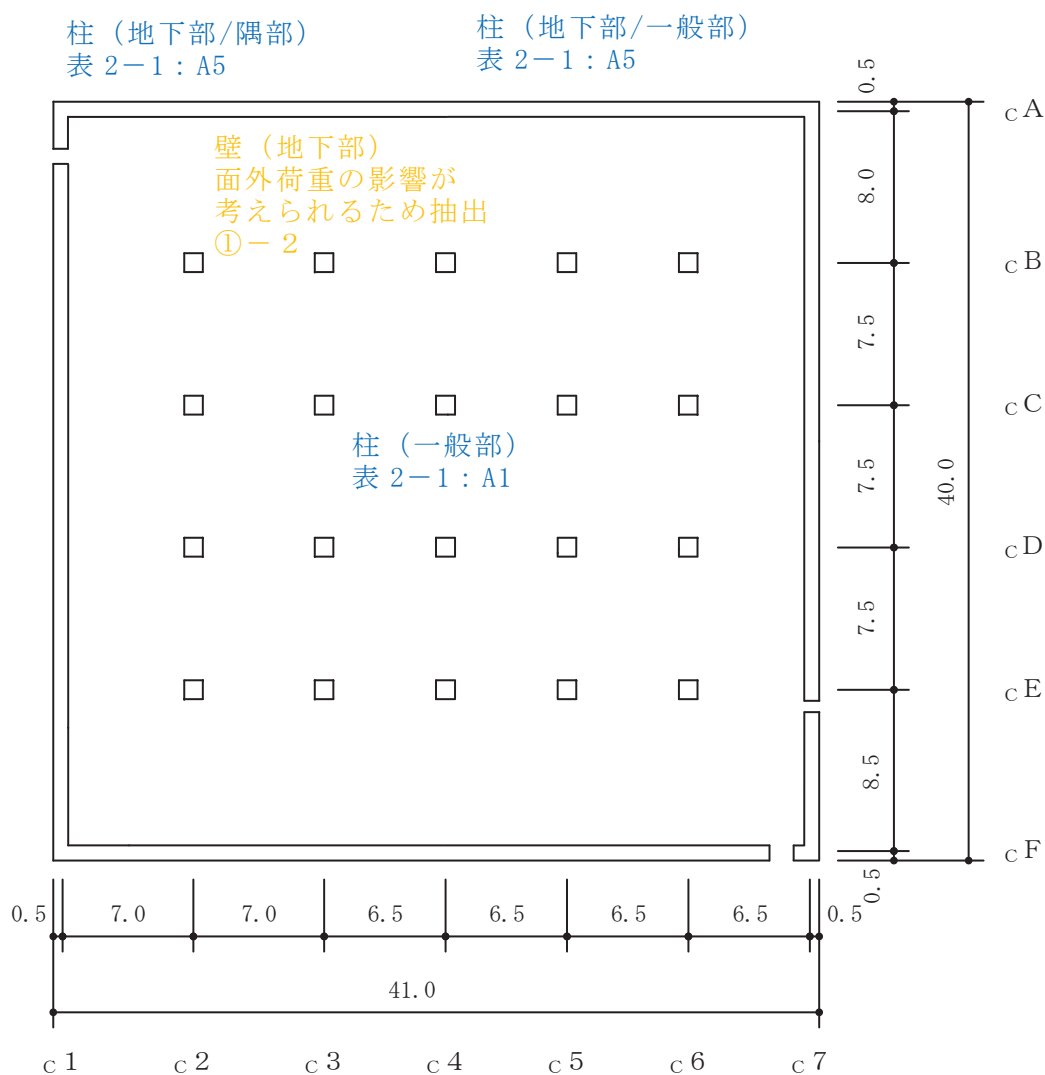 柱（地下部/隅部）
表 2－1：A5
柱（地下部/一般部）
表 2－1：A5
壁（地下部）
面外荷重の影響が
考えられるため抽出
①－２
柱（一般部）
表 2－1：A1
0.5
8.0
7.5
7.5
7.5
8.5
0.5
40.0
cA
cB
cC
cD
cE
cF
0.5
7.0
7.0
6.5
6.5
6.5
6.5
0.5
41.0
c1
c2
c3
c4
c5
c6
c7